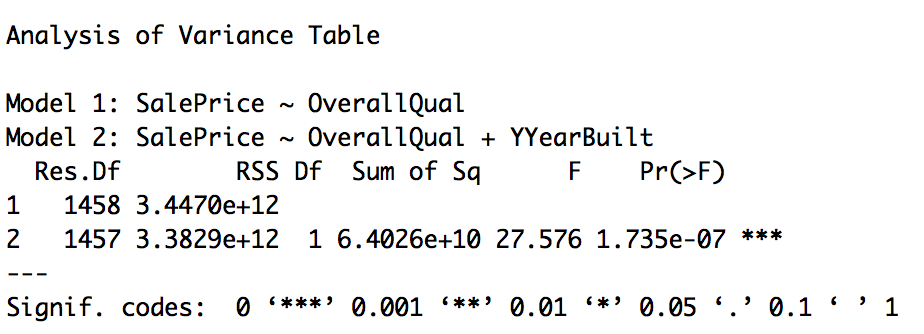 Analysis of Variance Table
Model 1: SalePrice ~ OverallQual
Model 2: SalePrice ~ OverallQual + YYearBuilt
  Res.Df        RSS Df  Sum of Sq      F    Pr(>F)
1   1458 3.4470e+12
2   1457 3.3829e+12  1 6.4026e+10 27.576 1.735e-07 ***
---
Signif. codes:  0 ‘***’ 0.001 ‘**’ 0.01 ‘*’ 0.05 ‘.’ 0.1 ‘ ’ 1